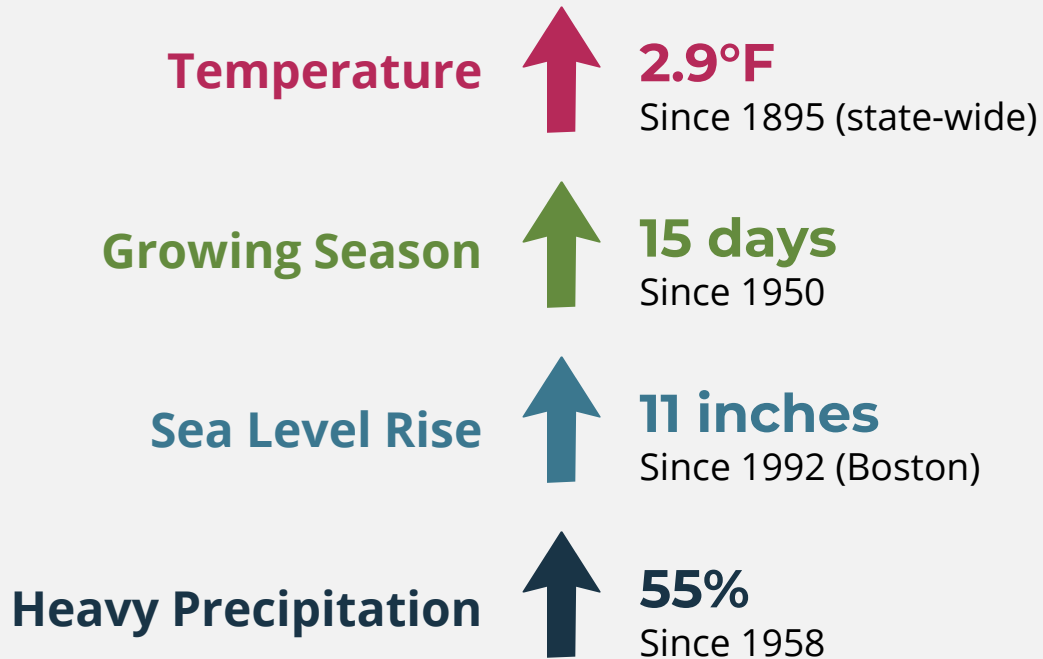 Temperature
2.9°F
Since 1895 (state-wide)
Growing Season
15 days
Since 1950
Sea Level Rise
11 inches
Since 1992 (Boston)
Heavy Precipitation
55%
Since 1958